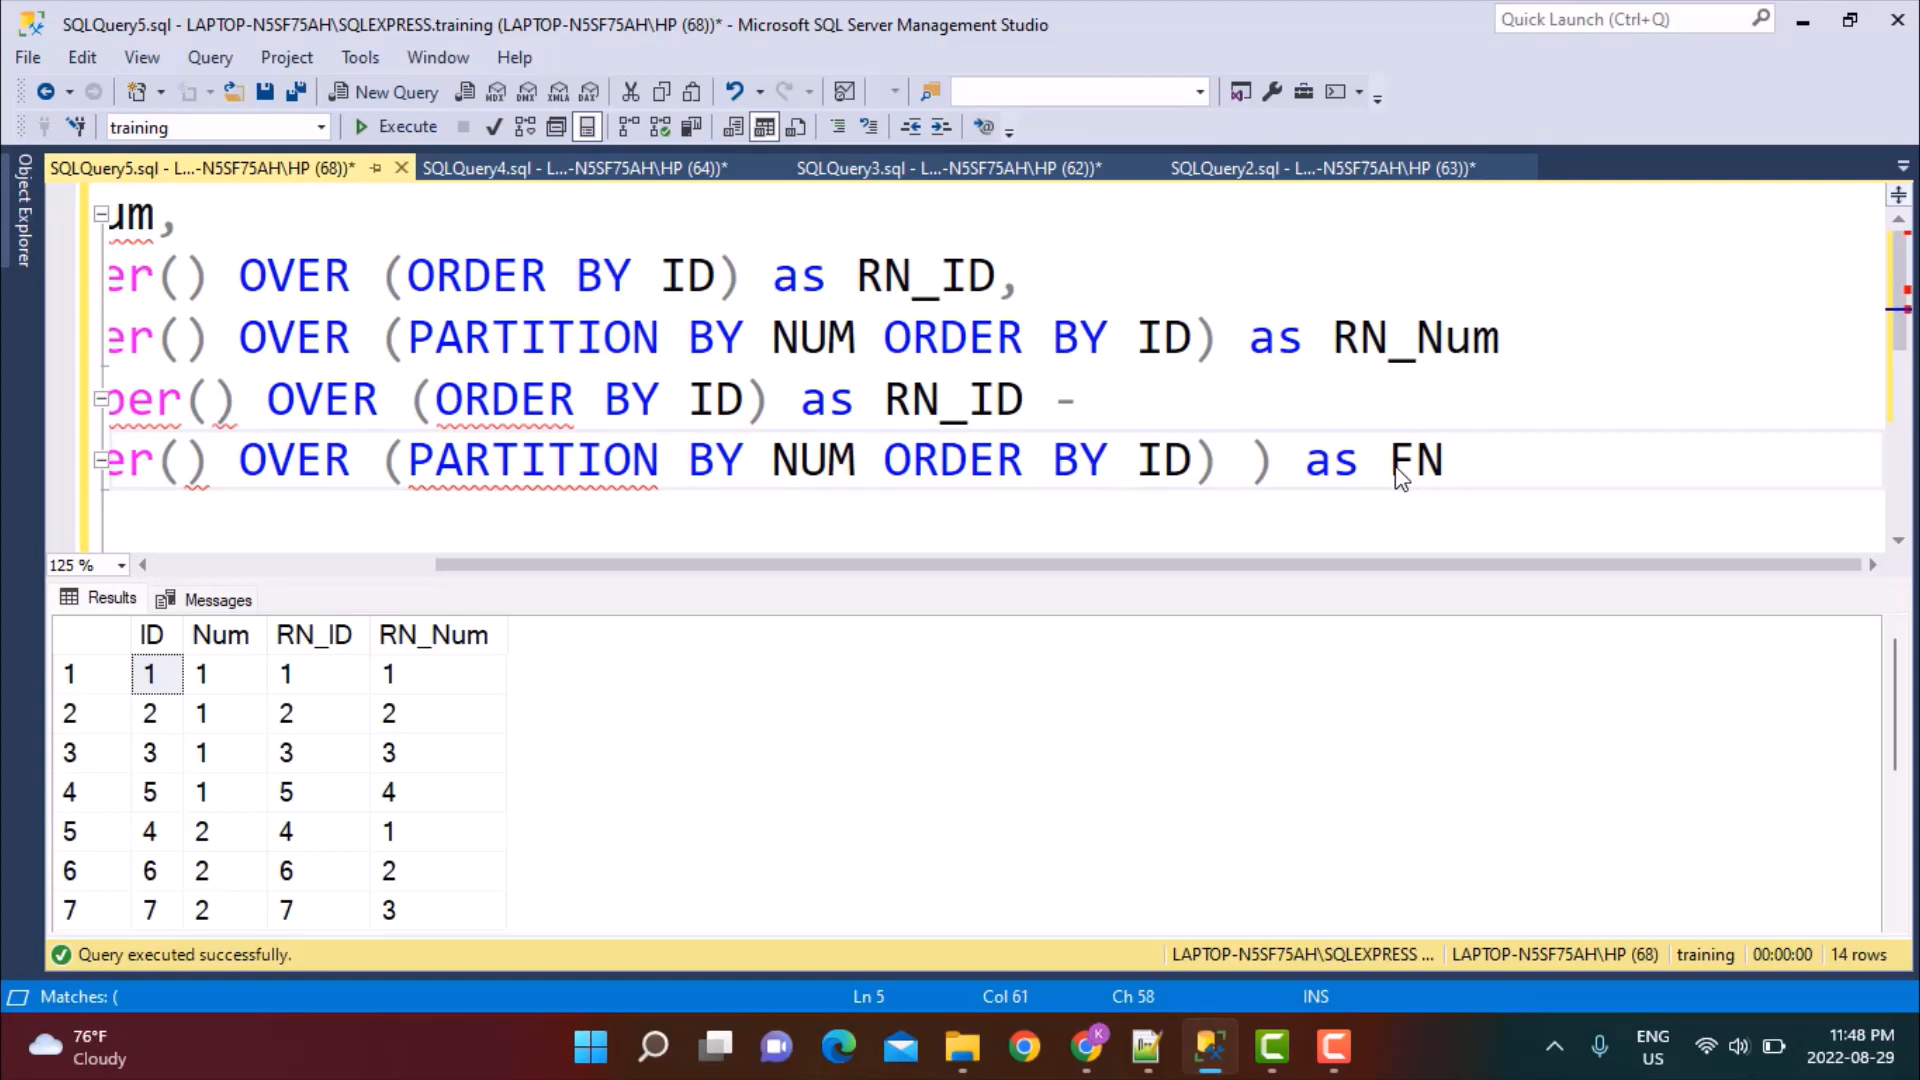 SQLQuery5.sql - LAPTOP-N5SF75AH\SQLEXPRESS.training (LAPTOP-N5SF75AH\HP (68))* - Microsoft SQL Server Management Studio
Quick Launch (Ctrl+Q)
File Edit View Query Project Tools Window Help
New Query
MDX DMX XMLA DAX
training
Execute
SQLQuery5.sql - L...-N5SF75AH\HP (68))*
SQLQuery4.sql - L...-N5SF75AH\HP (64))*
SQLQuery3.sql - L...-N5SF75AH\HP (62))*
SQLQuery2.sql - L...-N5SF75AH\HP (63))*
Object Explorer
um,
er() OVER (ORDER BY ID) as RN_ID,
er() OVER (PARTITION BY NUM ORDER BY ID) as RN_Num
ber() OVER (ORDER BY ID) as RN_ID -
er() OVER (PARTITION BY NUM ORDER BY ID) ) as FN
125 %
Results Messages
ID Num RN_ID RN_Num
1 1 1 1 1
2 2 1 2 2
3 3 1 3 3
4 5 1 5 4
5 4 2 4 1
6 6 2 6 2
7 7 2 7 3
Query executed successfully.
LAPTOP-N5SF75AH\SQLEXPRESS ... LAPTOP-N5SF75AH\HP (68) training 00:00:00 14 rows
Matches: ( Ln 5 Col 61 Ch 58 INS
76°F
Cloudy
K
ENG
US
11:48 PM
2022-08-29